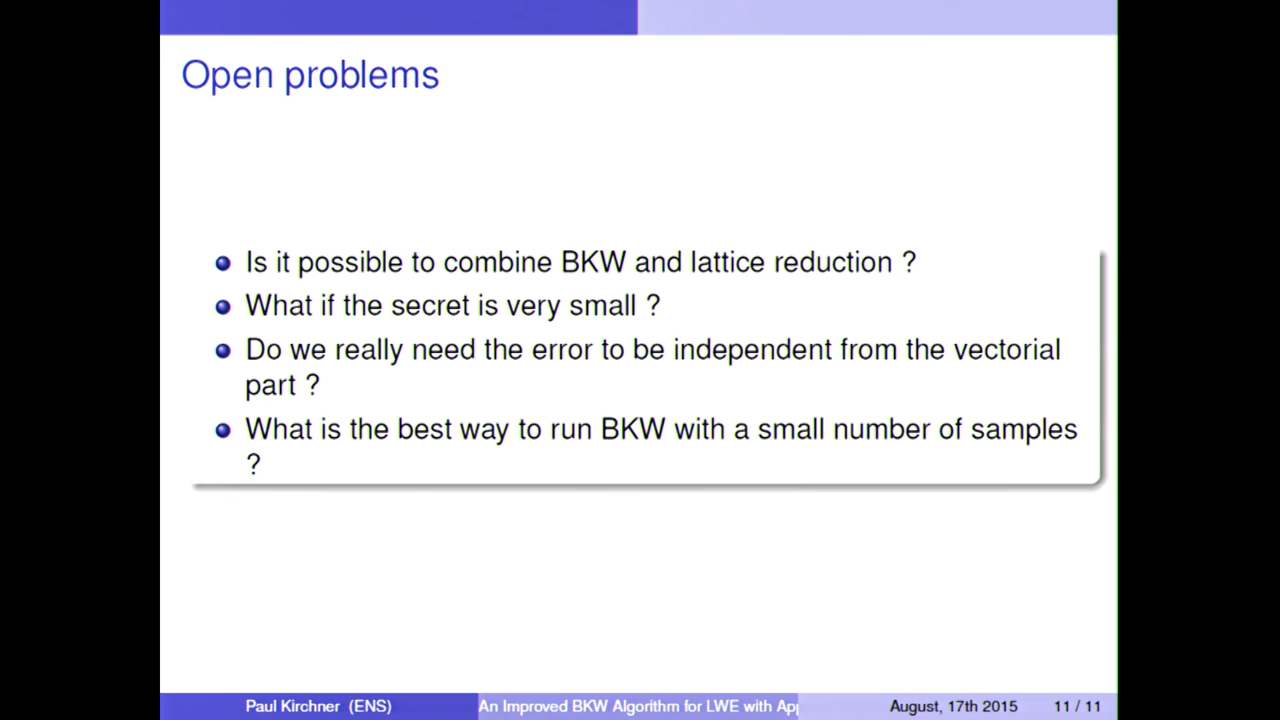 Open problems
Is it possible to combine BKW and lattice reduction ?
What if the secret is very small ?
Do we really need the error to be independent from the vectorial
part ?
What is the best way to run BKW with a small number of samples
?
Paul Kirchner (ENS) An Improved BKW Algorithm for LWE with App August, 17th 2015 11 / 11